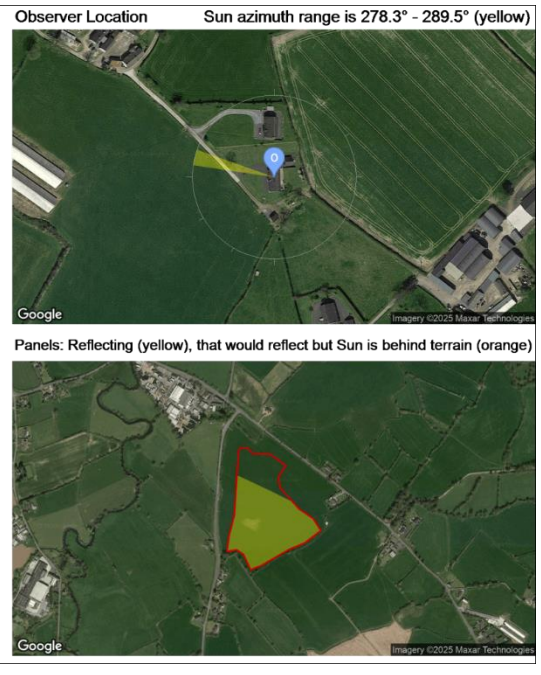 Observer Location
Sun azimuth range is 278.3° - 289.5° (yellow)
O
Google
Imagery ©2025 Maxar Technologies
Panels: Reflecting (yellow), that would reflect but Sun is behind terrain (orange)
Google
Imagery ©2025 Maxar Technologies